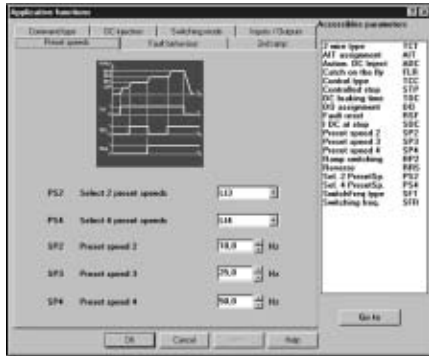 Application functions
Command type DC injection Switching mode Inputs / Outputs
Preset speeds Fault behaviour 2nd ramp
PS2 Select 2 preset speeds LI3
PS4 Select 4 preset speeds LI4
SP2 Preset speed 2 10,0 Hz
SP3 Preset speed 3 25,0 Hz
SP4 Preset speed 4 50,0 Hz
OK Cancel Help
Accessibles parameters
2 wire type TCT
AIT assignment AIT
Autom. DC Inject ADC
Catch on the fly FLR
Control type TCC
Controlled stop STP
DC braking time TDC
DO assignment DO
Fault reset RSF
I DC at stop SDC
Preset speed 2 SP2
Preset speed 3 SP3
Preset speed 4 SP4
Ramp switching RP2
Reverse RRS
Sel. 2 PresetSp. PS2
Sel. 4 PresetSp. PS4
SwitchFreq type SFT
Switching freq. SFR
Go to